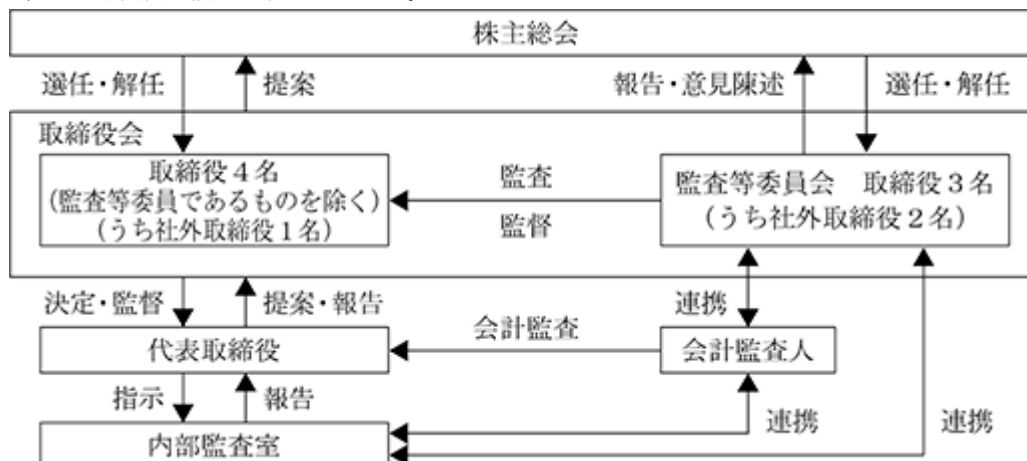 株主総会
選任・解任
提案
報告・意見陳述
選任・解任
取締役会
取締役4名
(監査等委員であるものを除く)
(うち社外取締役1名)
監査
監督
監査等委員会　取締役3名
(うち社外取締役2名)
決定・監督
提案・報告
会計監査
連携
代表取締役
会計監査人
指示
報告
連携
連携
内部監査室